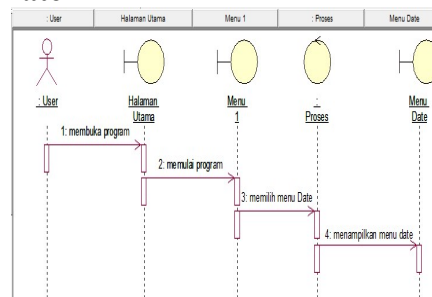 : User
Halaman Utama
Menu 1
: Proses
Menu Date
: User
Halaman
Utama
Menu
1
:
Proses
Menu
Date
1: membuka program
2: memulai program
3: memilih menu Date
4: menampilkan menu date